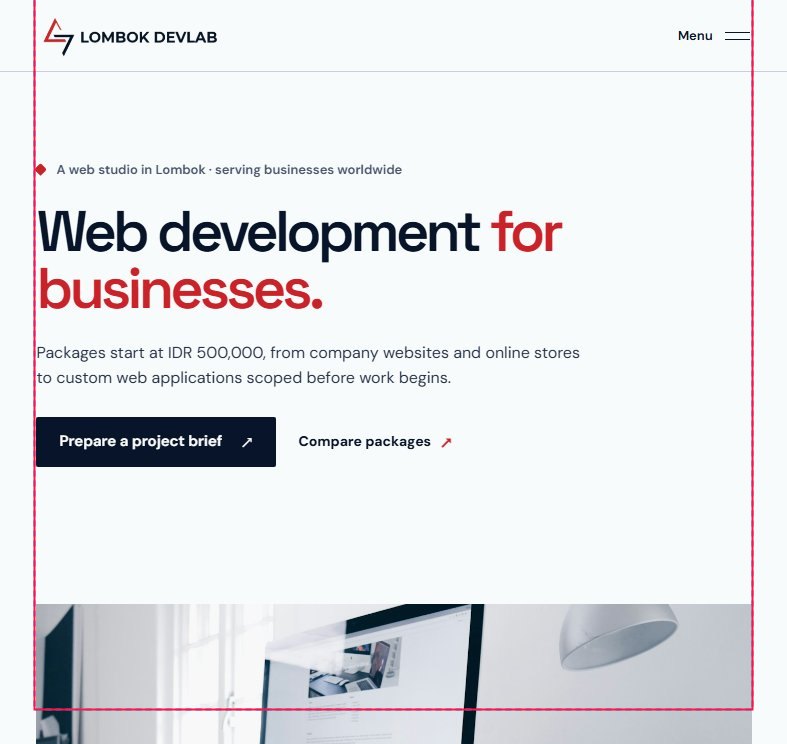 LOMBOK DEVLAB
Menu
A web studio in Lombok · serving businesses worldwide
Web development for
businesses.
Packages start at IDR 500,000, from company websites and online stores
to custom web applications scoped before work begins.
Prepare a project brief ↗
Compare packages ↗